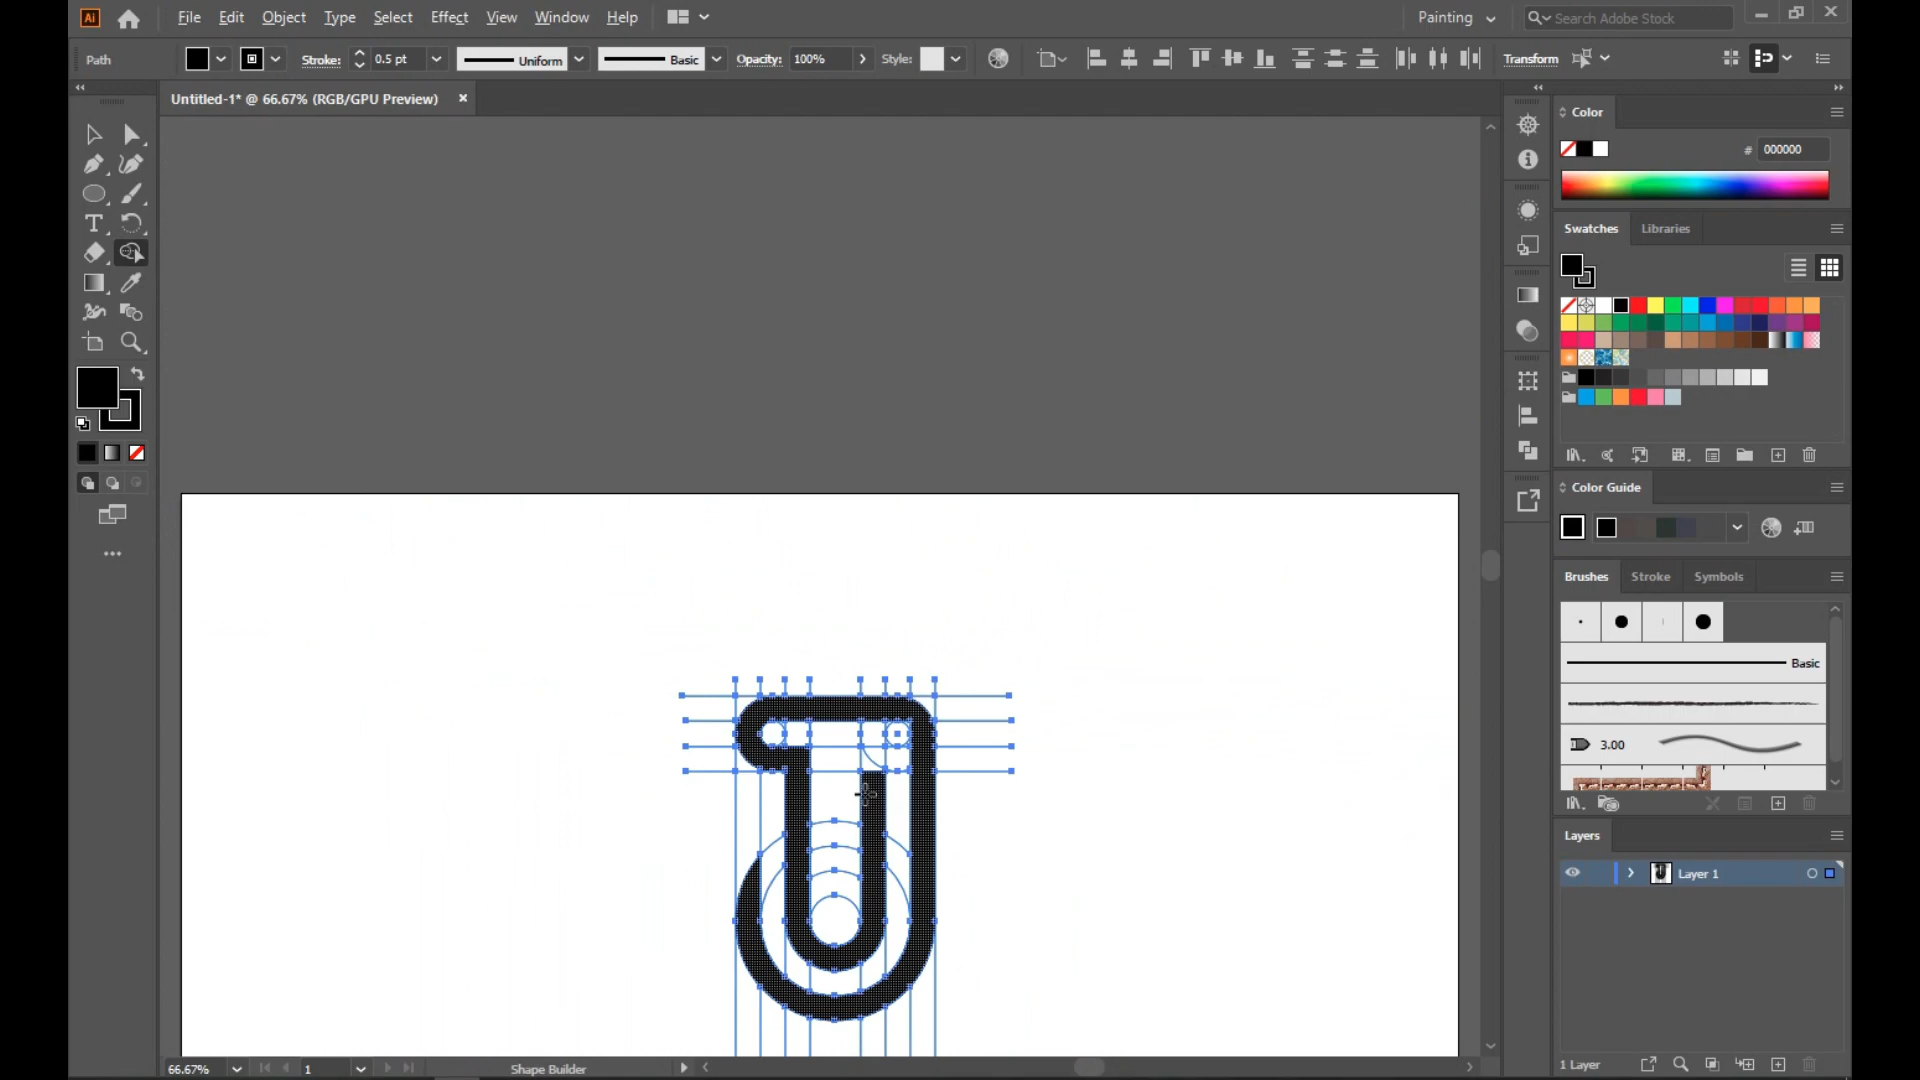 Ai File Edit Object Type Select Effect View Window Help Painting Search Adobe Stock
Path Stroke: 0.5 pt Uniform Basic Opacity: 100% Style: Transform
Untitled-1* @ 66.67% (RGB/GPU Preview)
Color
# 000000
Swatches Libraries
Color Guide
Brushes Stroke Symbols
Basic
3.00
Layers
Layer 1
66.67% 1 Shape Builder 1 Layer